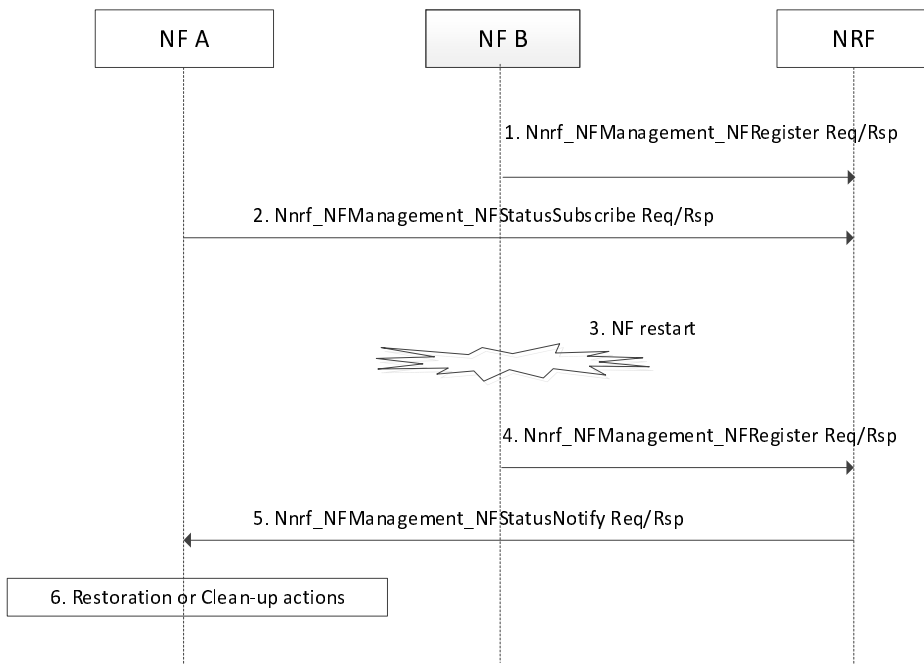 NF A
NF B
NRF
1. Nnrf_NFManagement_NFRegister Req/Rsp
2. Nnrf_NFManagement_NFStatusSubscribe Req/Rsp
3. NF restart
4. Nnrf_NFManagement_NFRegister Req/Rsp
5. Nnrf_NFManagement_NFStatusNotify Req/Rsp
6. Restoration or Clean-up actions